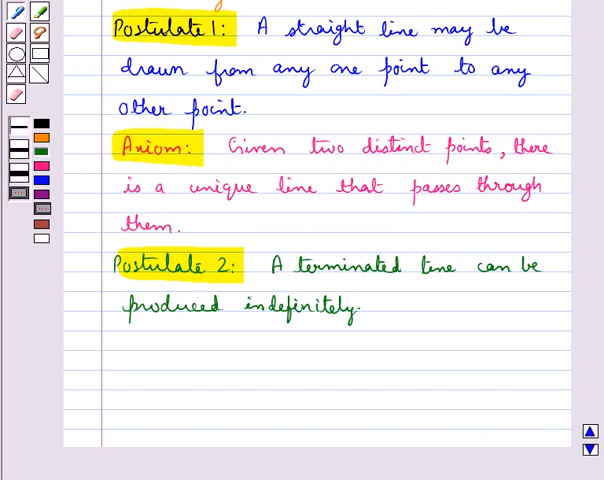 Postulate 1: A straight line may be
drawn from any one point to any
other point.
Axiom: Given two distinct points, there
is a unique line that passes through
them.
Postulate 2: A terminated line can be
produced indefinitely.